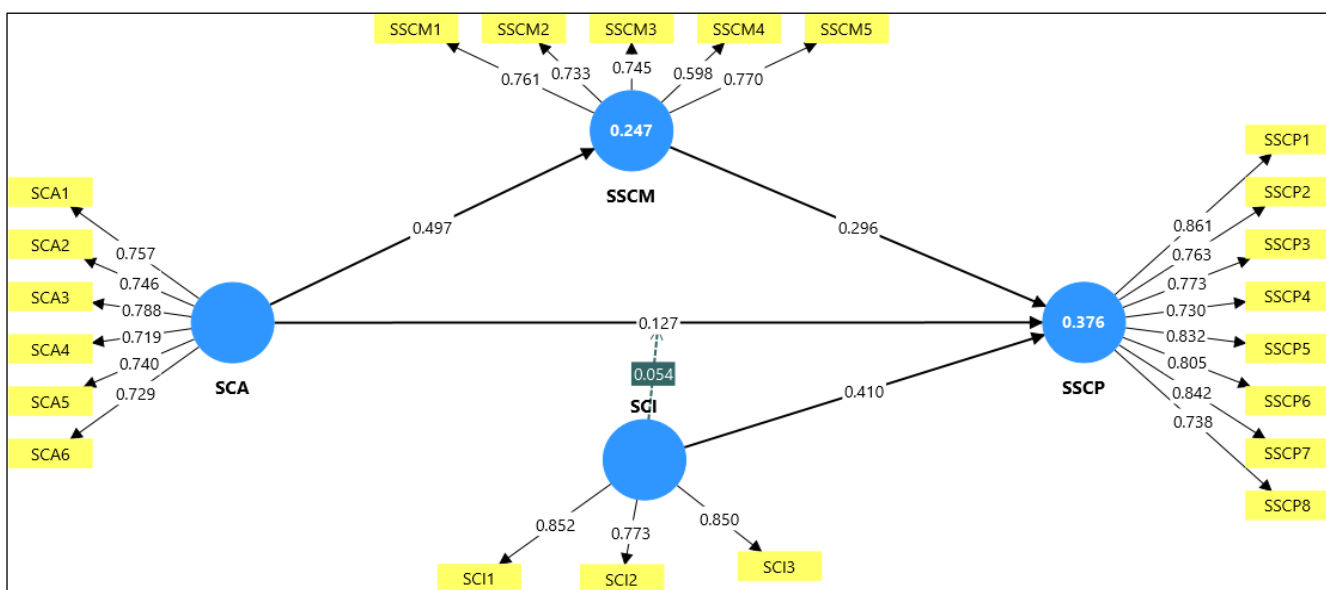 SSCM1
SSCM2
SSCM3
SSCM4
SSCM5
0.761
0.733
0.745
0.598
0.770
0.247
SSCM
SCA1
SCA2
SCA3
SCA4
SCA5
SCA6
0.757
0.746
0.788
0.719
0.740
0.729
SCA
0.497
0.296
0.127
0.054
0.410
SCI
0.852
0.773
0.850
SCI1
SCI2
SCI3
0.376
SSCP
0.861
0.763
0.773
0.730
0.832
0.805
0.842
0.738
SSCP1
SSCP2
SSCP3
SSCP4
SSCP5
SSCP6
SSCP7
SSCP8